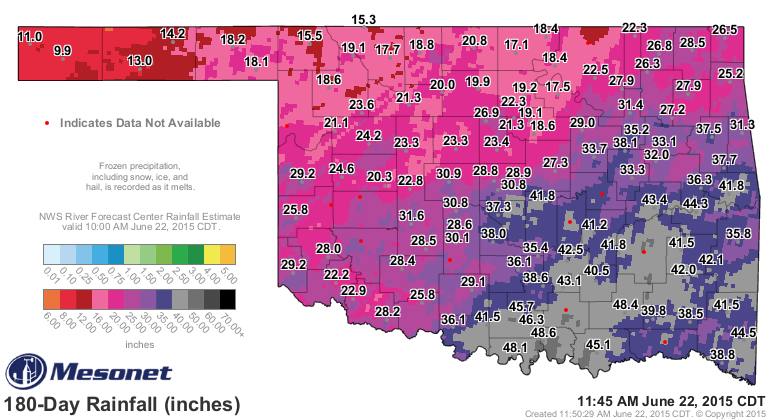 15.3
11.0 14.2 18.2 15.5 18.4 22.3 26.5
9.9 13.0 18.1 19.1 17.7 18.8 20.8 17.1 18.4 26.8 28.5
18.6 20.0 19.9 19.2 17.5 22.5 26.3 27.9 27.9 25.2
23.6 21.3 26.9 22.3 19.1 31.4 27.2
Indicates Data Not Available
21.1 24.2 23.3 23.3 21.3 18.6 23.4 29.0 35.2 37.5 31.3
33.7 38.1 33.1 32.0
Frozen precipitation,
including snow, ice, and
hail, is recorded as it melts.
29.2 24.6 20.3 22.8 30.9 28.8 28.9 30.8 27.3 33.3 36.3 37.7 41.8
NWS River Forecast Center Rainfall Estimate
valid 10:00 AM June 22, 2015 CDT.
25.8 31.6 30.8 28.6 37.3 41.8 41.2 43.4 44.3
28.0 28.5 30.1 38.0 35.4 42.5 41.8 41.5 35.8
29.2 22.2 28.4 36.1 38.6 43.1 40.5 42.0 42.1
0.01 0.12 0.25 0.50 0.75 1.00 1.50 2.00 2.50 3.00 4.00 5.00
22.9 25.8 29.1
28.2 36.1 41.5 45.7 46.3 48.4 39.8 38.5 41.5
6.00 8.00 12.00 16.00 20.00 25.00 30.00 35.00 40.00 50.00 60.00 70.00+
inches
48.1 48.6 45.1 38.8 44.5
Mesonet
180-Day Rainfall (inches)
11:45 AM June 22, 2015 CDT
Created 11:50:29 AM June 22, 2015 CDT. © Copyright 2015